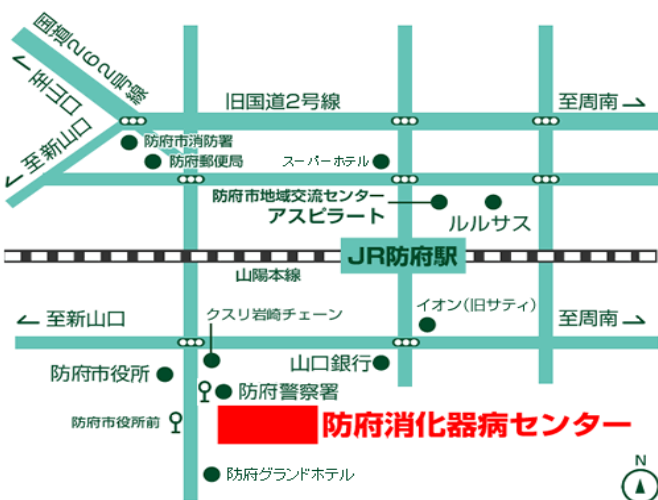 国道262号線
至山口
至新山口
旧国道2号線
至周南
防府市消防署
防府郵便局
スーパーホテル
防府市地域交流センター
アスピラート
ルルサス
JR防府駅
山陽本線
至新山口
クスリ岩崎チェーン
イオン(旧サティ)
至周南
山口銀行
防府市役所
防府警察署
防府市役所前
防府消化器病センター
防府グランドホテル
N